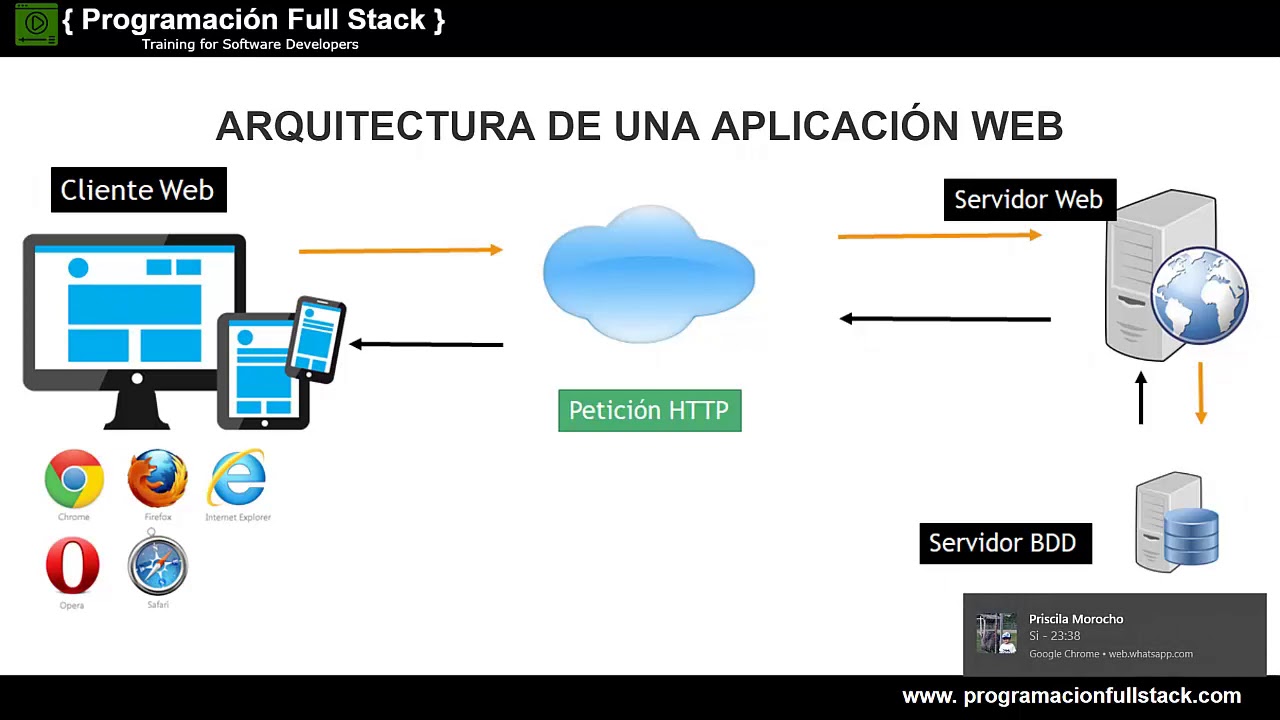 { Programación Full Stack }
Training for Software Developers
ARQUITECTURA DE UNA APLICACIÓN WEB
Cliente Web
Servidor Web
Petición HTTP
Chrome
Firefox
Internet Explorer
Opera
Safari
Servidor BDD
Priscila Morocho
Si - 23:38
Google Chrome • web.whatsapp.com
www. programacionfullstack.com